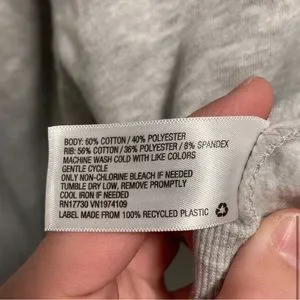 BODY: 60% COTTON / 40% POLYESTER
RIB: 56% COTTON / 36% POLYESTER / 8% SPANDEX
MACHINE WASH COLD WITH LIKE COLORS
GENTLE CYCLE
ONLY NON-CHLORINE BLEACH IF NEEDED
TUMBLE DRY LOW, REMOVE PROMPTLY
COOL IRON IF NEEDED
RN17730 VN1974109
LABEL MADE FROM 100% RECYCLED PLASTIC